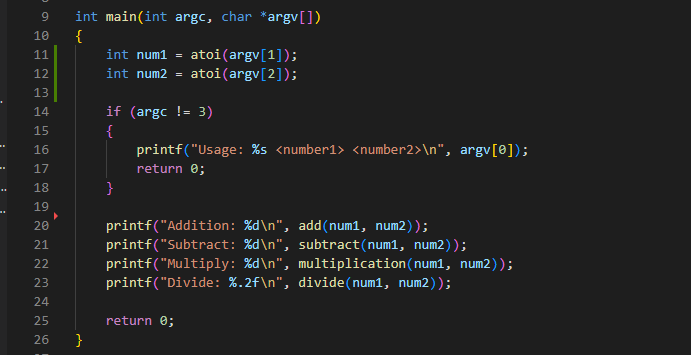 9 int main(int argc, char *argv[])
10 {
11 int num1 = atoi(argv[1]);
12 int num2 = atoi(argv[2]);
13
14 if (argc != 3)
15 {
16 printf("Usage: %s <number1> <number2>\n", argv[0]);
17 return 0;
18 }
19
20 printf("Addition: %d\n", add(num1, num2));
21 printf("Subtract: %d\n", subtract(num1, num2));
22 printf("Multiply: %d\n", multiplication(num1, num2));
23 printf("Divide: %.2f\n", divide(num1, num2));
24
25 return 0;
26 }